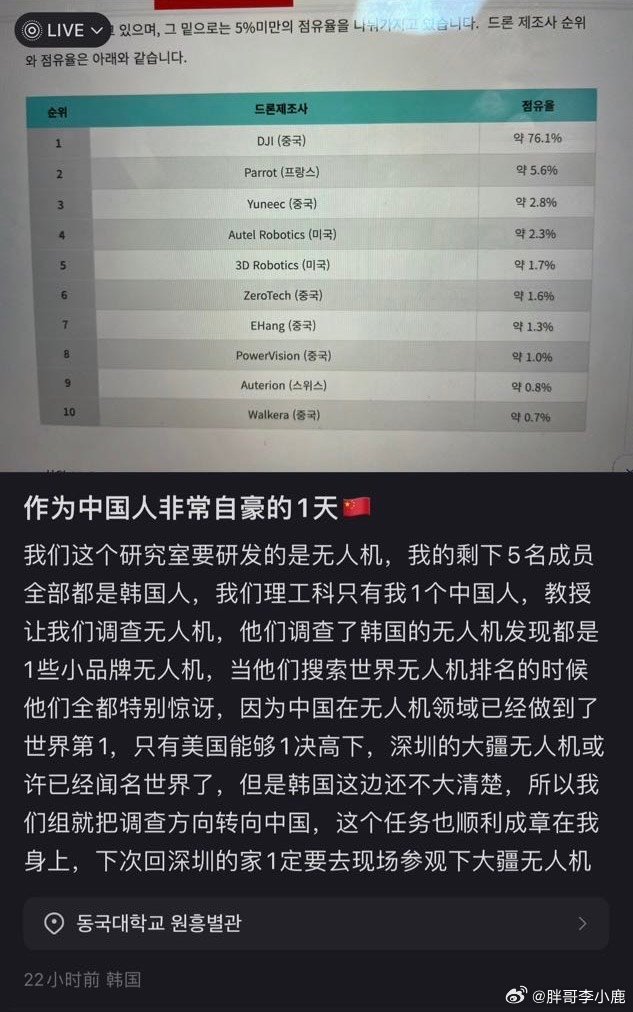 LIVE
있으며, 그 밑으로는 5%미만의 점유율을 나눠가지고 있습니다. 드론 제조사 순위
와 점유율은 아래와 같습니다.
순위 드론제조사 점유율
1 DJI (중국) 약 76.1%
2 Parrot (프랑스) 약 5.6%
3 Yuneec (중국) 약 2.8%
4 Autel Robotics (미국) 약 2.3%
5 3D Robotics (미국) 약 1.7%
6 ZeroTech (중국) 약 1.6%
7 EHang (중국) 약 1.3%
8 PowerVision (중국) 약 1.0%
9 Auterion (스위스) 약 0.8%
10 Walkera (중국) 약 0.7%
作为中国人非常自豪的1天🇨🇳
我们这个研究室要研发的是无人机，我的剩下5名成员
全部都是韩国人，我们理工科只有我1个中国人，教授
让我们调查无人机，他们调查了韩国的无人机发现都是
1些小品牌无人机，当他们搜索世界无人机排名的时候
他们全都特别惊讶，因为中国在无人机领域已经做到了
世界第1，只有美国能够1决高下，深圳的大疆无人机或
许已经闻名世界了，但是韩国这边还不大清楚，所以我
们组就把调查方向转向中国，这个任务也顺利成章在我
身上，下次回深圳的家1定要去现场参观下大疆无人机
동국대학교 원흥별관
22小时前 韩国
@胖哥李小鹿